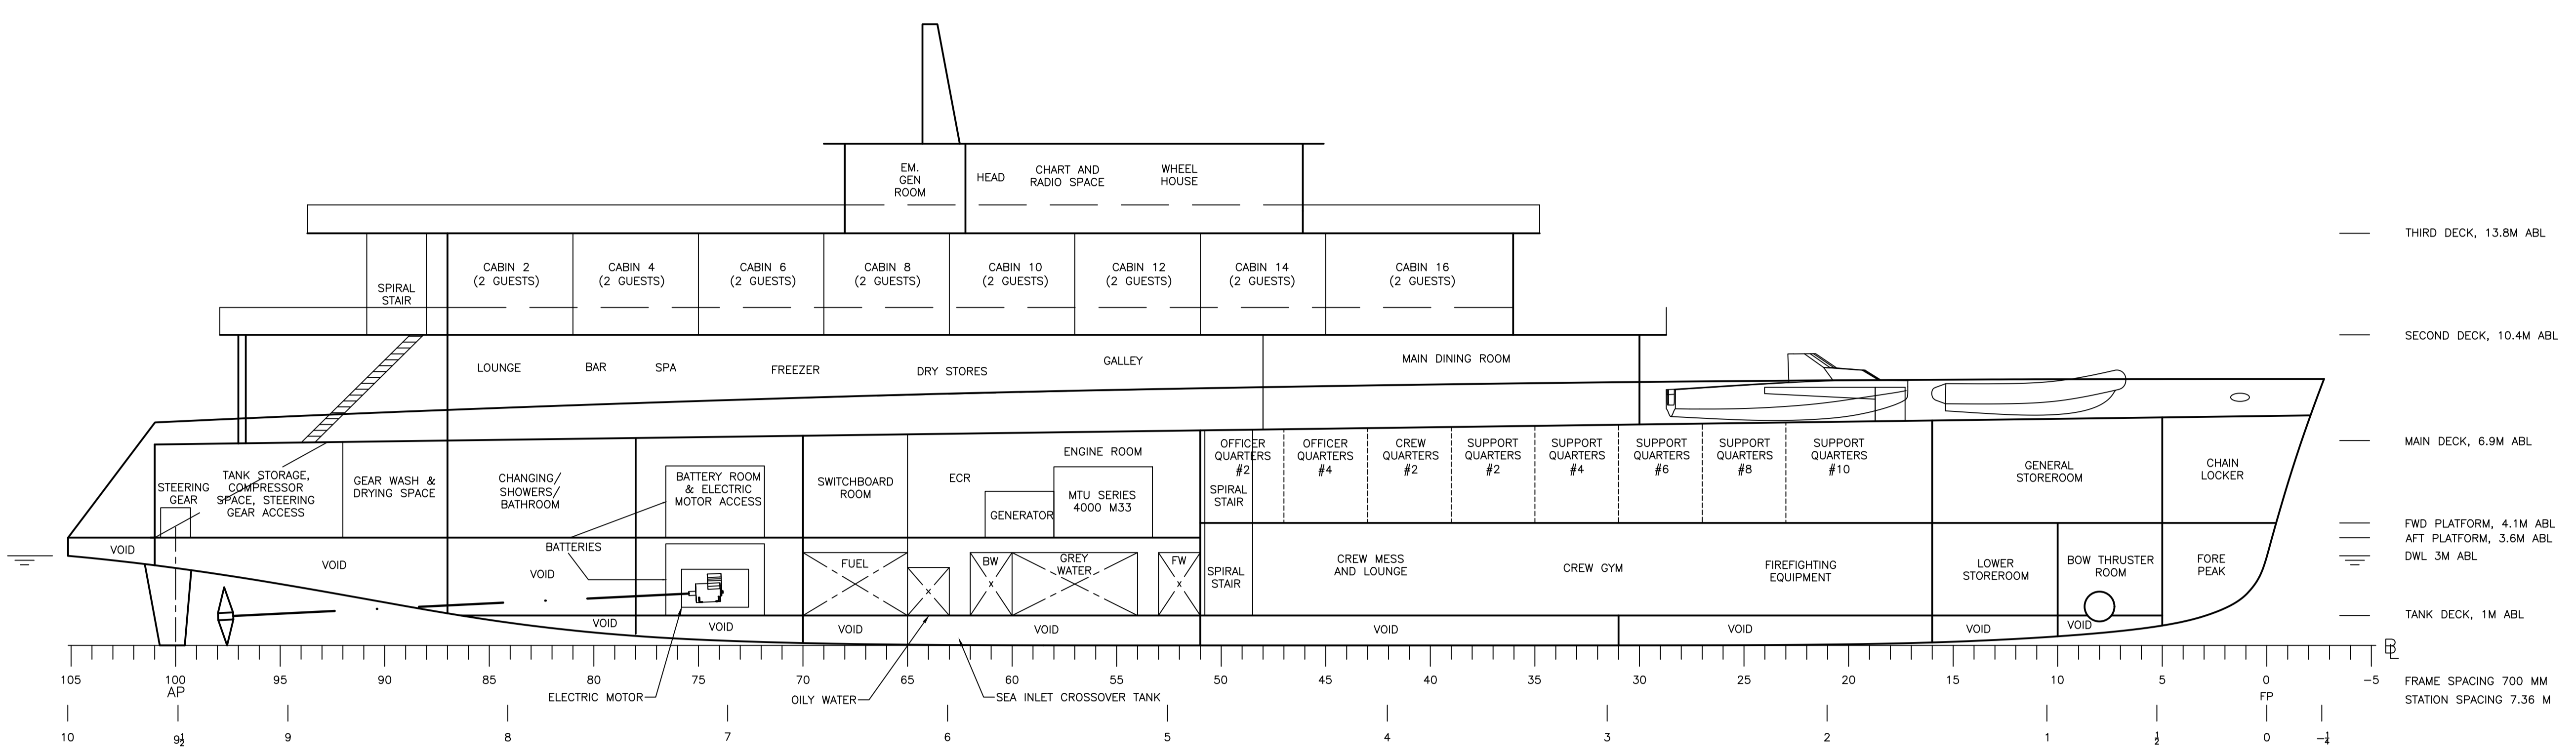 EM.
GEN
ROOM
HEAD
CHART AND
RADIO SPACE
WHEEL
HOUSE
THIRD DECK, 13.8M ABL
SPIRAL
STAIR
CABIN 2
(2 GUESTS)
CABIN 4
(2 GUESTS)
CABIN 6
(2 GUESTS)
CABIN 8
(2 GUESTS)
CABIN 10
(2 GUESTS)
CABIN 12
(2 GUESTS)
CABIN 14
(2 GUESTS)
CABIN 16
(2 GUESTS)
SECOND DECK, 10.4M ABL
LOUNGE
BAR
SPA
FREEZER
DRY STORES
GALLEY
MAIN DINING ROOM
MAIN DECK, 6.9M ABL
STEERING
GEAR
TANK STORAGE,
COMPRESSOR
SPACE, STEERING
GEAR ACCESS
GEAR WASH &
DRYING SPACE
CHANGING/
SHOWERS/
BATHROOM
BATTERY ROOM
& ELECTRIC
MOTOR ACCESS
SWITCHBOARD
ROOM
ECR
ENGINE ROOM
GENERATOR
MTU SERIES
4000 M33
OFFICER
QUARTERS
#2
SPIRAL
STAIR
OFFICER
QUARTERS
#4
CREW
QUARTERS
#2
SUPPORT
QUARTERS
#2
SUPPORT
QUARTERS
#4
SUPPORT
QUARTERS
#6
SUPPORT
QUARTERS
#8
SUPPORT
QUARTERS
#10
GENERAL
STOREROOM
CHAIN
LOCKER
FWD PLATFORM, 4.1M ABL
AFT PLATFORM, 3.6M ABL
DWL 3M ABL
VOID
VOID
BATTERIES
VOID
FUEL
BW
GREY
WATER
FW
SPIRAL
STAIR
CREW MESS
AND LOUNGE
CREW GYM
FIREFIGHTING
EQUIPMENT
LOWER
STOREROOM
BOW THRUSTER
ROOM
FORE
PEAK
TANK DECK, 1M ABL
VOID
VOID
VOID
VOID
VOID
VOID
VOID
VOID
BL
105 100 95 90 85 80 75 70 65 60 55 50 45 40 35 30 25 20 15 10 5 0 -5
AP
FP
FRAME SPACING 700 MM
STATION SPACING 7.36 M
ELECTRIC MOTOR
OILY WATER
SEA INLET CROSSOVER TANK
10 9½ 9 8 7 6 5 4 3 2 1 ½ 0 -¼